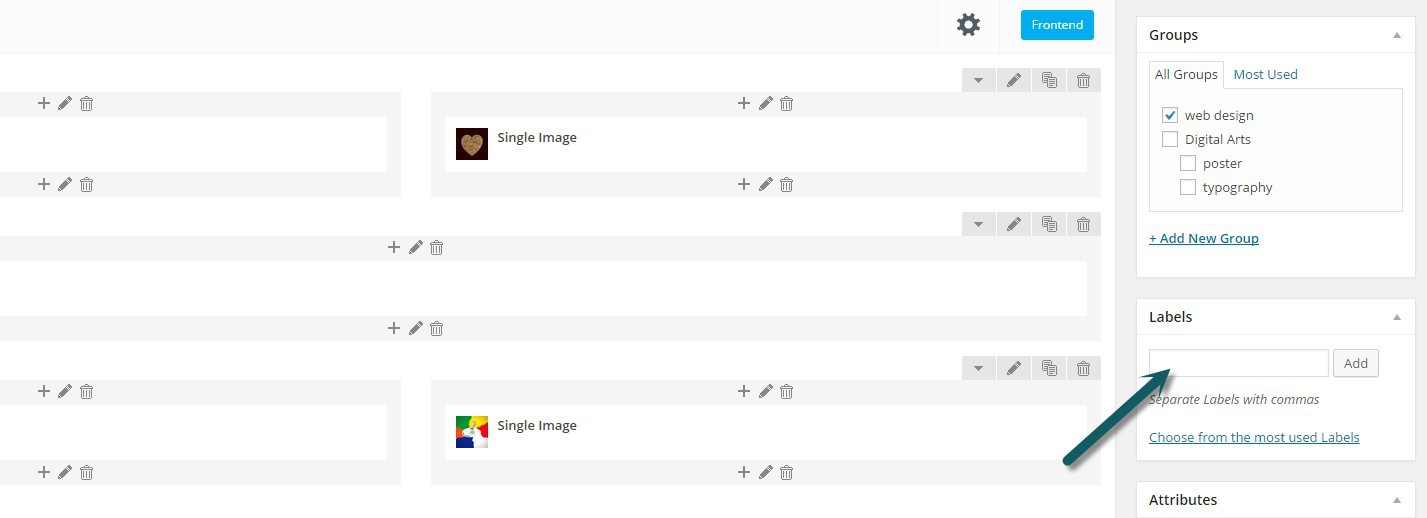 Frontend
Single Image
Single Image
Groups
All Groups Most Used
web design
Digital Arts
poster
typography
+ Add New Group
Labels
Add
Separate Labels with commas
Choose from the most used Labels
Attributes